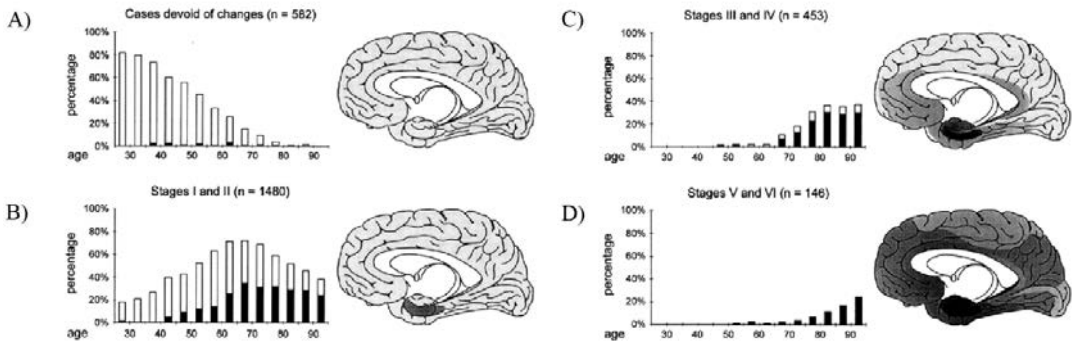 A)
Cases devoid of changes (n = 582)
percentage
100%
80%
60%
40%
20%
0%
age 30 40 50 60 70 80 90
B)
Stages I and II (n = 1480)
percentage
100%
80%
60%
40%
20%
0%
age 30 40 50 60 70 80 90
C)
Stages III and IV (n = 453)
percentage
100%
80%
60%
40%
20%
0%
age 30 40 50 60 70 80 90
D)
Stages V and VI (n = 146)
percentage
100%
80%
60%
40%
20%
0%
age 30 40 50 60 70 80 90